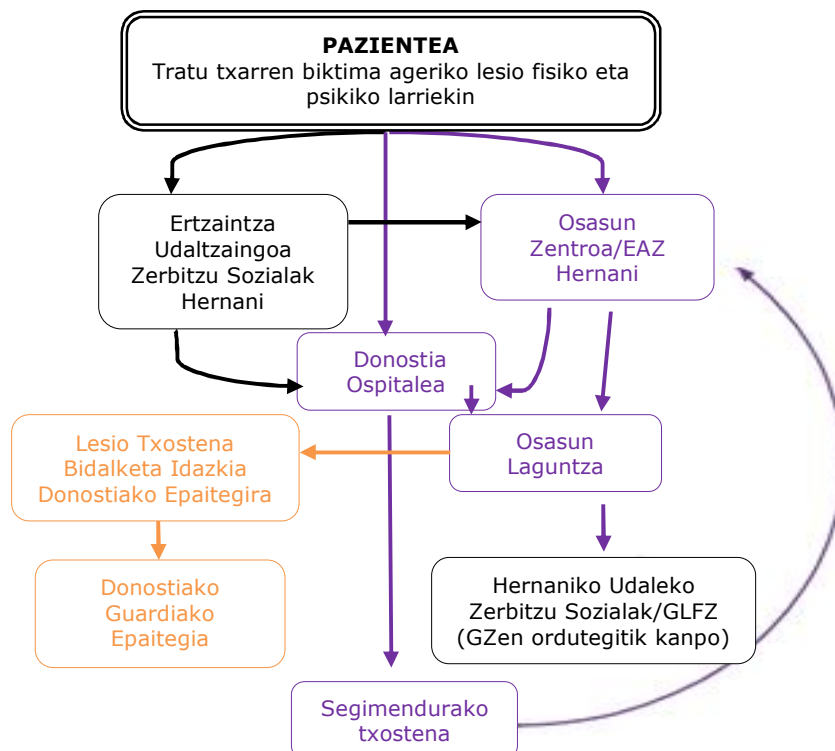 PAZIENTEA
Tratu txarren biktima ageriko lesio fisiko eta
psikiko larriekin
Ertzaintza
Udaltzaingoa
Zerbitzu Sozialak
Hernani
Osasun
Zentroa/EAZ
Hernani
Donostia
Ospitalea
Lesio Txostena
Bidalketa Idazkia
Donostiako Epaitegira
Osasun
Laguntza
Donostiako
Guardiako
Epaitegia
Hernaniko Udaleko
Zerbitzu Sozialak/GLFZ
(GZen ordutegitik kanpo)
Segimendurako
txostena